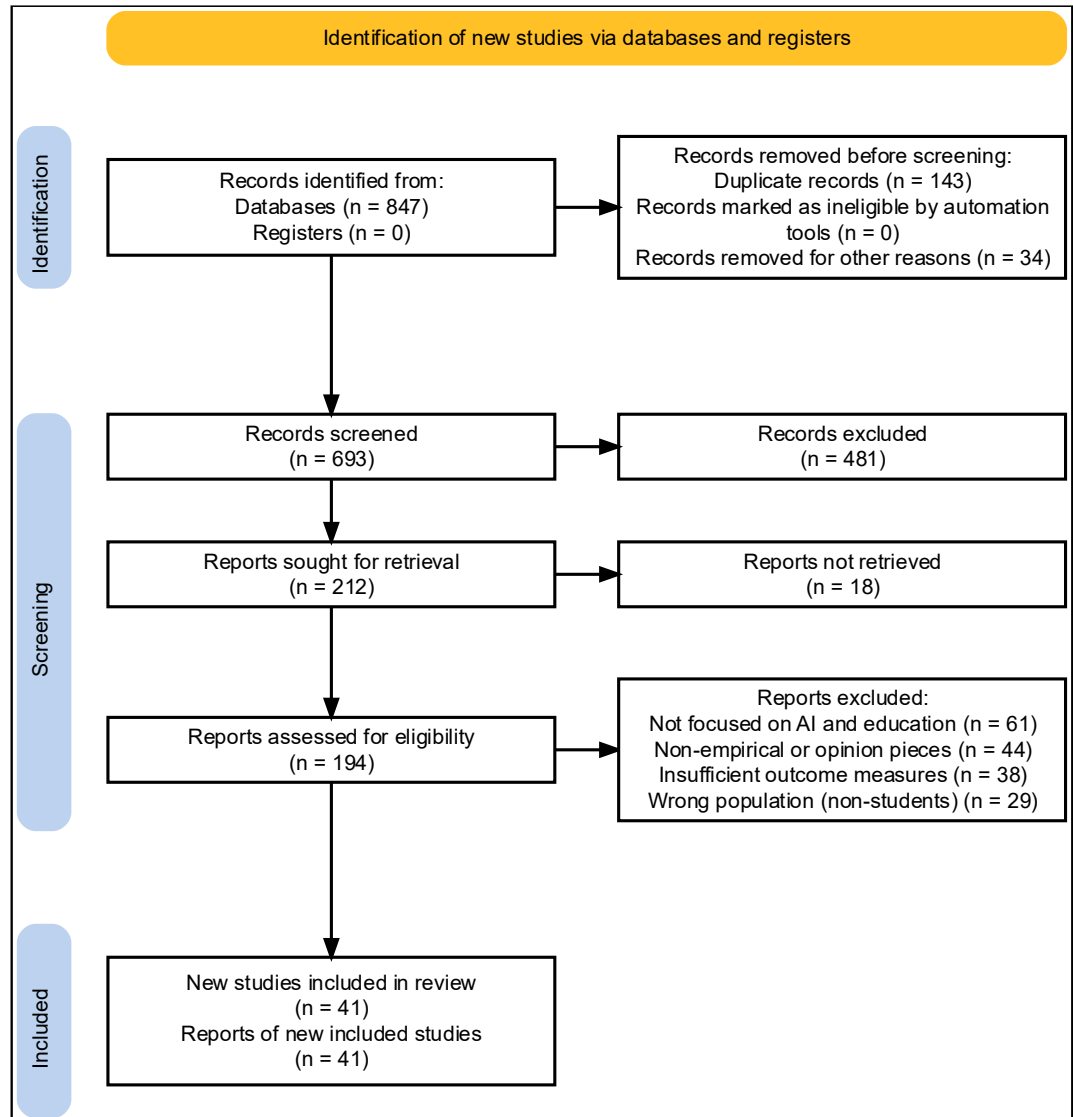 Identification of new studies via databases and registers
Identification
Records identified from:
Databases (n = 847)
Registers (n = 0)
Records removed before screening:
Duplicate records (n = 143)
Records marked as ineligible by automation
tools (n = 0)
Records removed for other reasons (n = 34)
Screening
Records screened
(n = 693)
Records excluded
(n = 481)
Reports sought for retrieval
(n = 212)
Reports not retrieved
(n = 18)
Reports assessed for eligibility
(n = 194)
Reports excluded:
Not focused on AI and education (n = 61)
Non-empirical or opinion pieces (n = 44)
Insufficient outcome measures (n = 38)
Wrong population (non-students) (n = 29)
Included
New studies included in review
(n = 41)
Reports of new included studies
(n = 41)